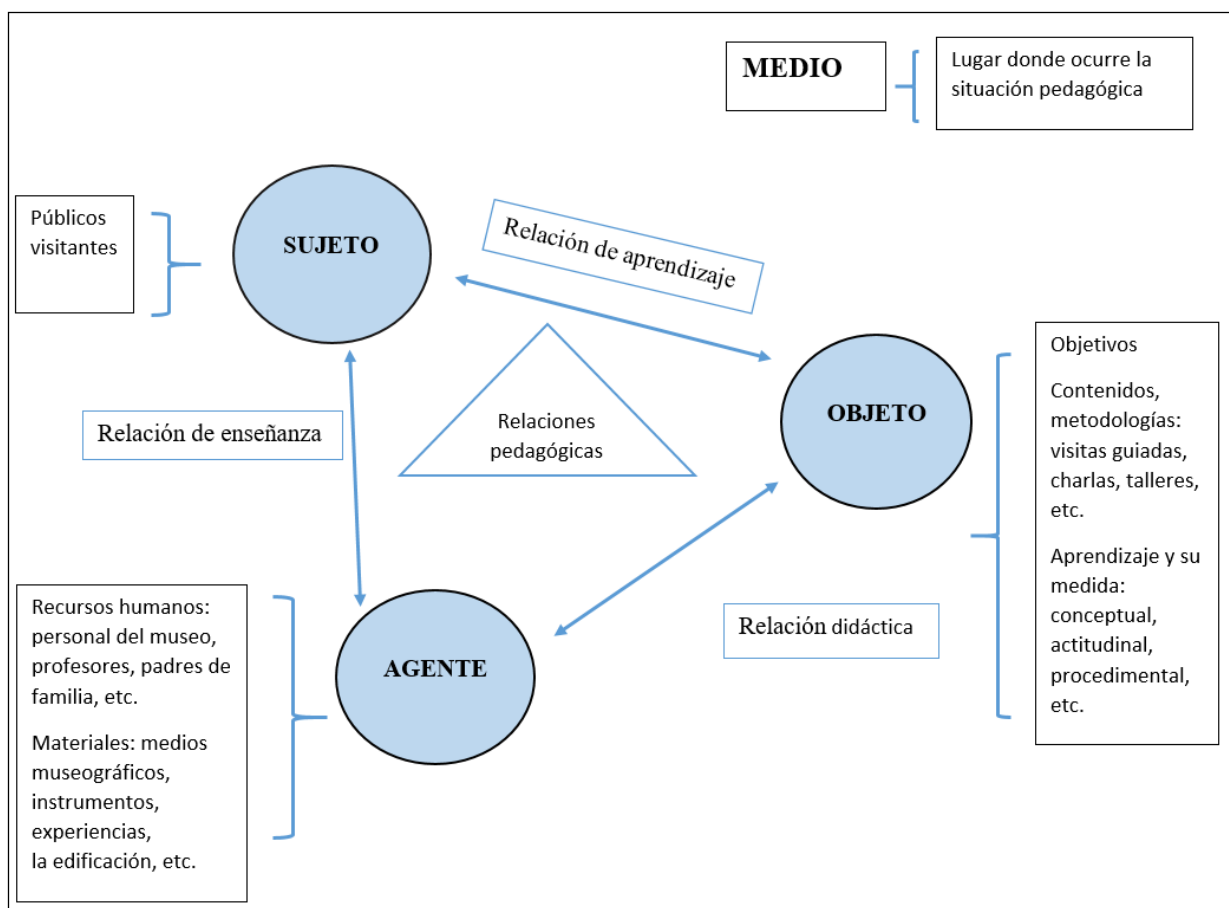 MEDIO
Lugar donde ocurre la
situación pedagógica
Públicos
visitantes
SUJETO
Relación de aprendizaje
Relación de enseñanza
Relaciones
pedagógicas
OBJETO
Objetivos
Contenidos,
metodologías:
visitas guiadas,
charlas, talleres,
etc.
Aprendizaje y su
medida:
conceptual,
actitudinal,
procedimental,
etc.
Relación didáctica
AGENTE
Recursos humanos:
personal del museo,
profesores, padres de
familia, etc.
Materiales: medios
museográficos,
instrumentos,
experiencias,
la edificación, etc.